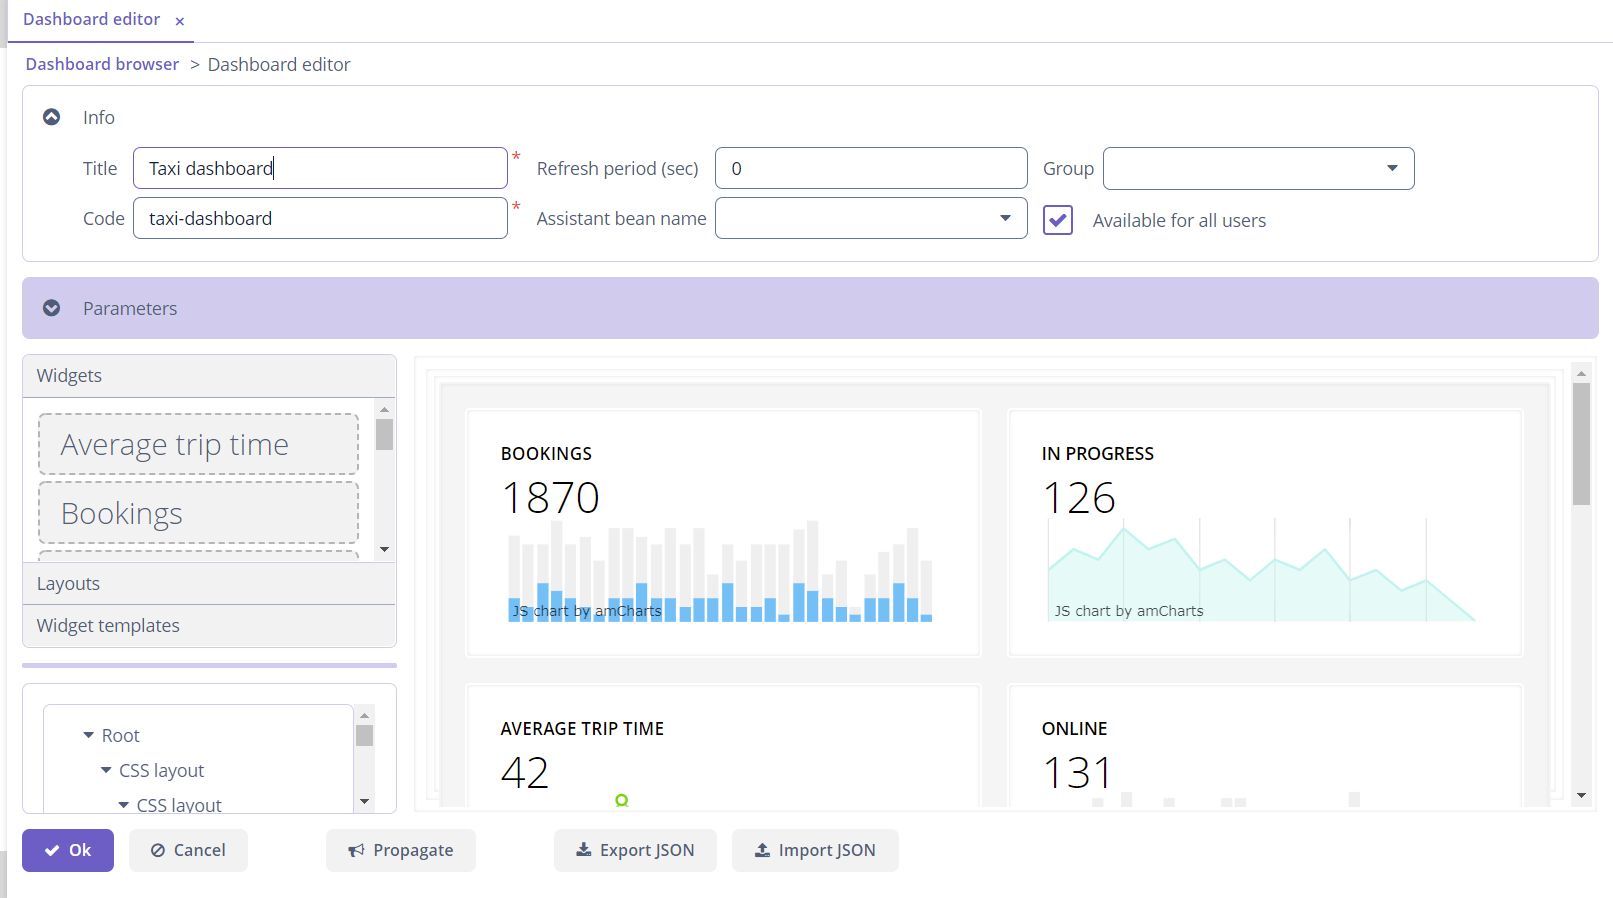 Dashboard editor ×
Dashboard browser > Dashboard editor
Info
Title Taxi dashboard * Refresh period (sec) 0 Group
Code taxi-dashboard * Assistant bean name Available for all users
Parameters
Widgets
Average trip time
Bookings
Layouts
Widget templates
Root
CSS layout
CSS layout
BOOKINGS
1870
JS chart by amCharts
IN PROGRESS
126
JS chart by amCharts
AVERAGE TRIP TIME
42
ONLINE
131
Ok Cancel Propagate Export JSON Import JSON